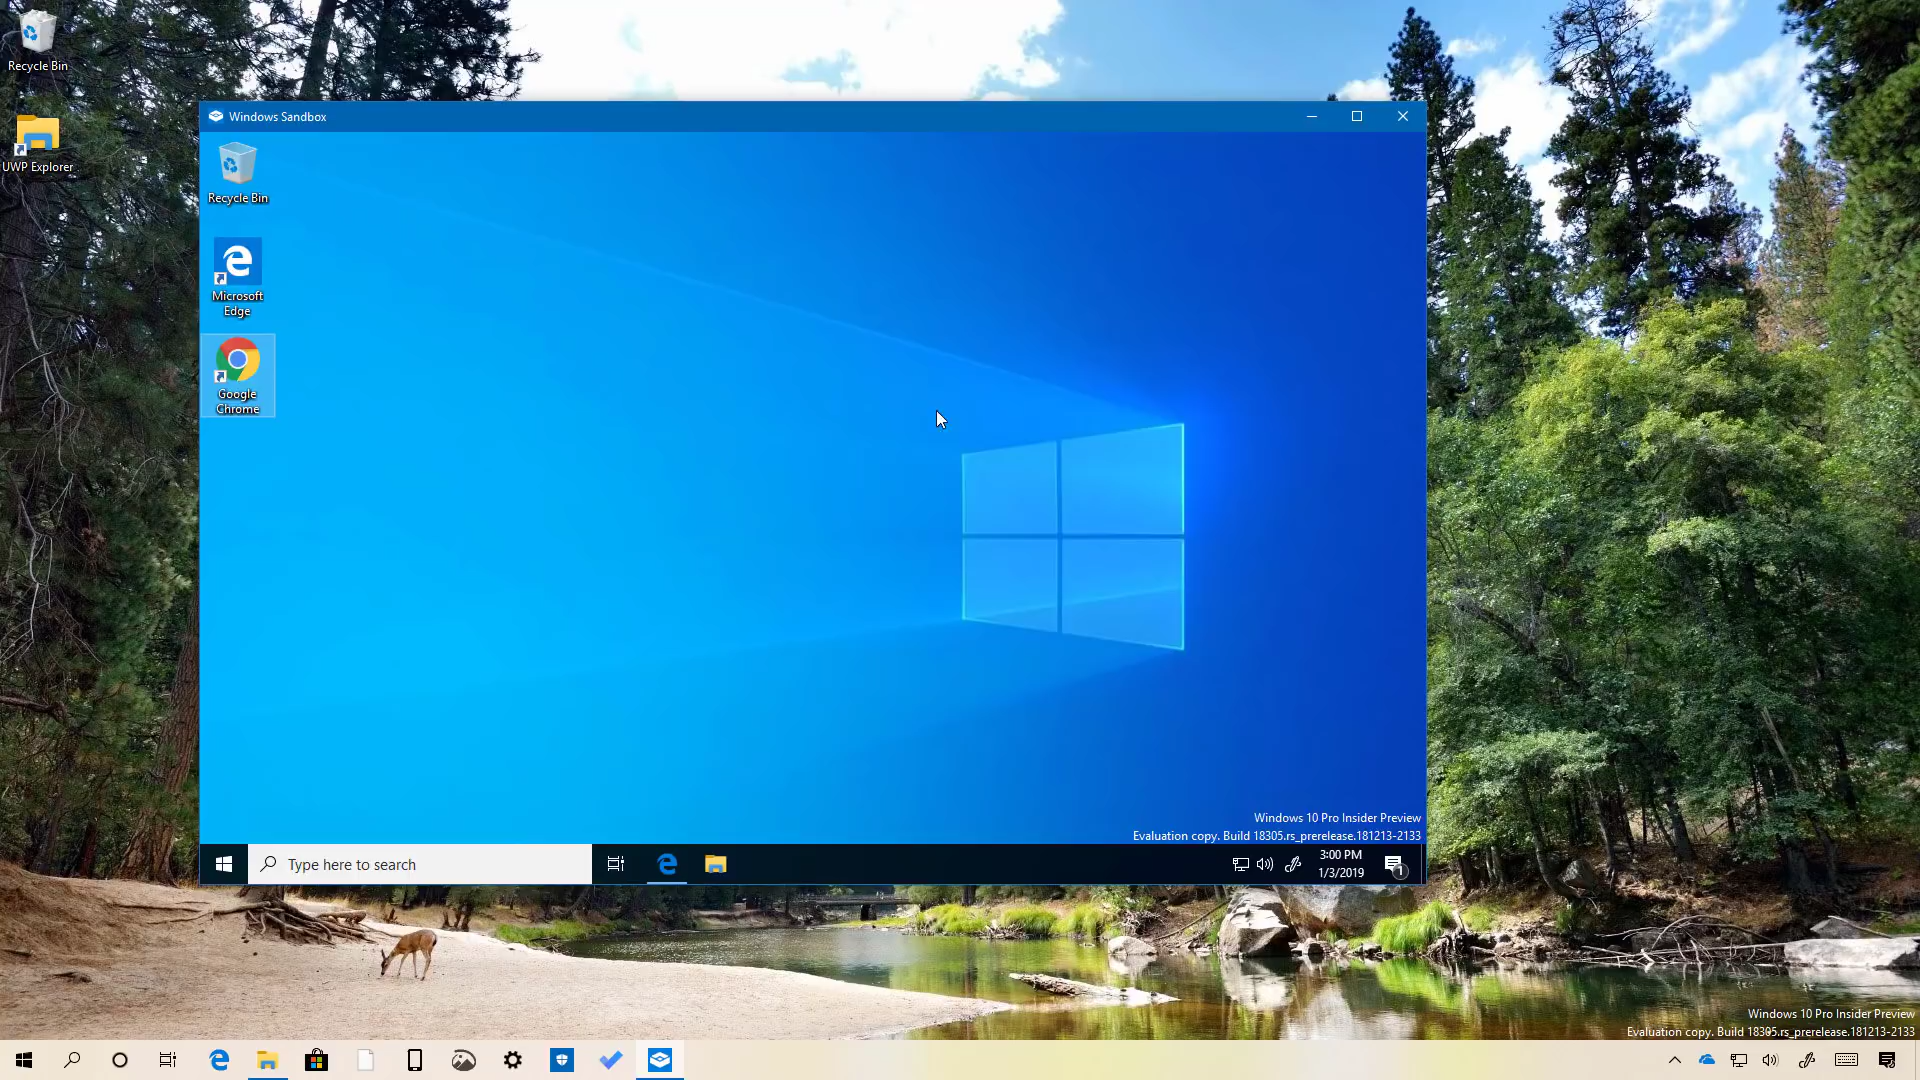 Recycle Bin
UWP Explorer
Windows Sandbox
Recycle Bin
Microsoft
Edge
Google
Chrome
Windows 10 Pro Insider Preview
Evaluation copy. Build 18305.rs_prerelease.181213-2133
Type here to search
3:00 PM
1/3/2019
1
Windows 10 Pro Insider Preview
Evaluation copy. Build 18305.rs_prerelease.181213-2133